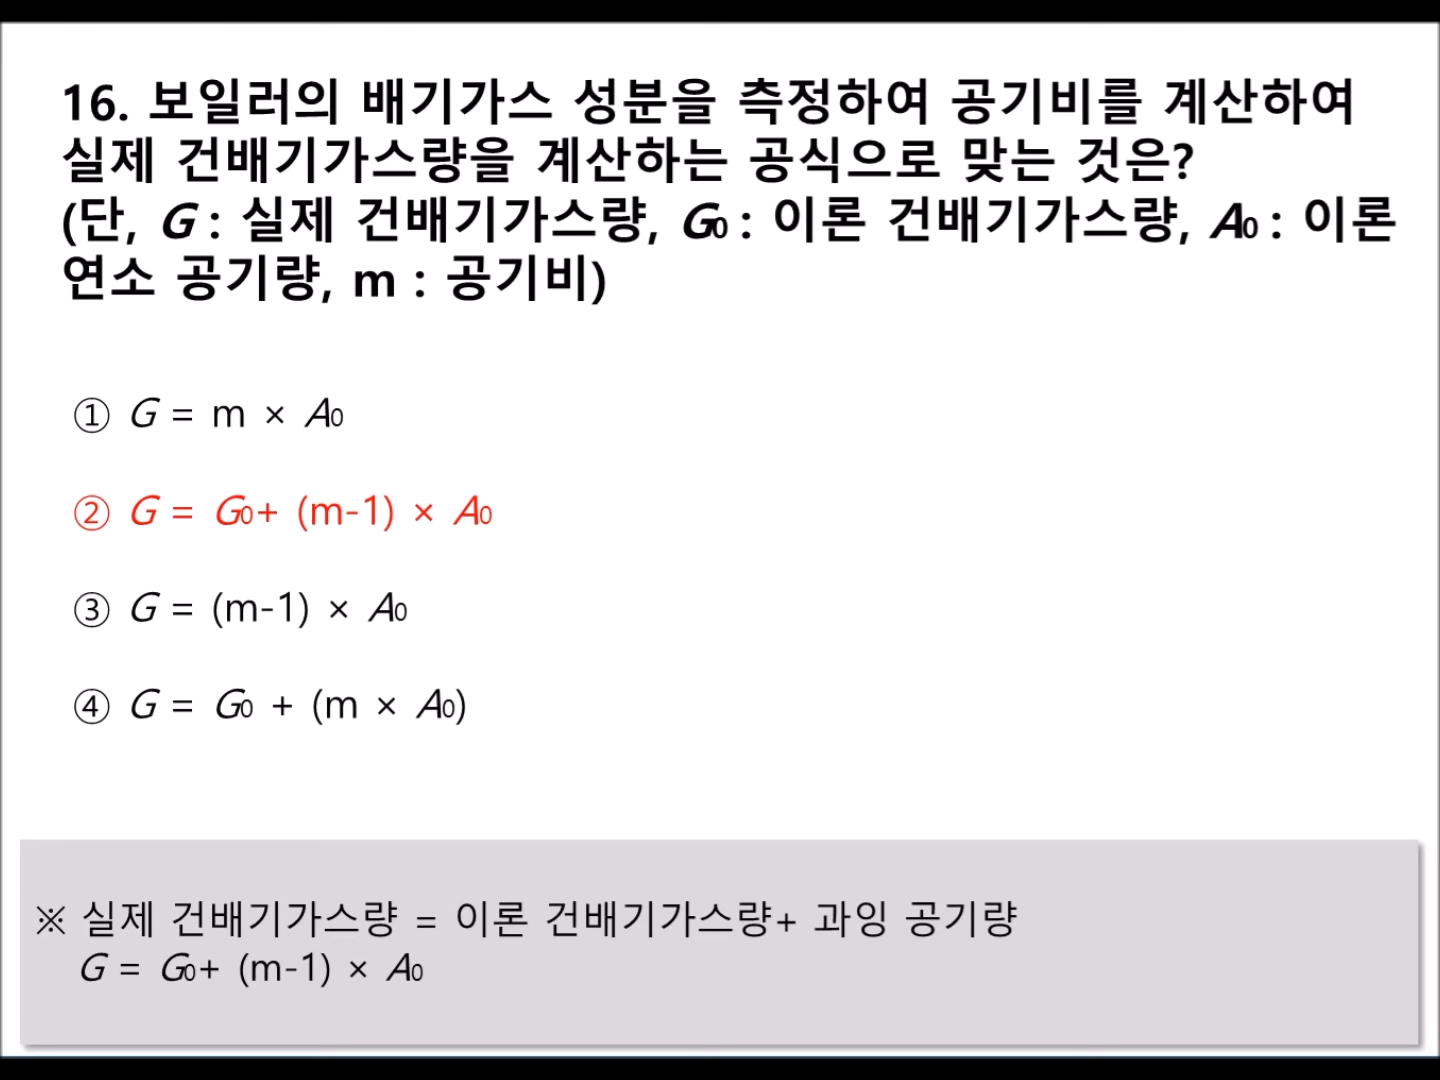 16. 보일러의 배기가스 성분을 측정하여 공기비를 계산하여
실제 건배기가스량을 계산하는 공식으로 맞는 것은?
(단, G : 실제 건배기가스량, G0 : 이론 건배기가스량, A0 : 이론
연소 공기량, m : 공기비)
① G = m × A0
② G = G0+ (m-1) × A0
③ G = (m-1) × A0
④ G = G0 + (m × A0)
※ 실제 건배기가스량 = 이론 건배기가스량+ 과잉 공기량
G = G0+ (m-1) × A0